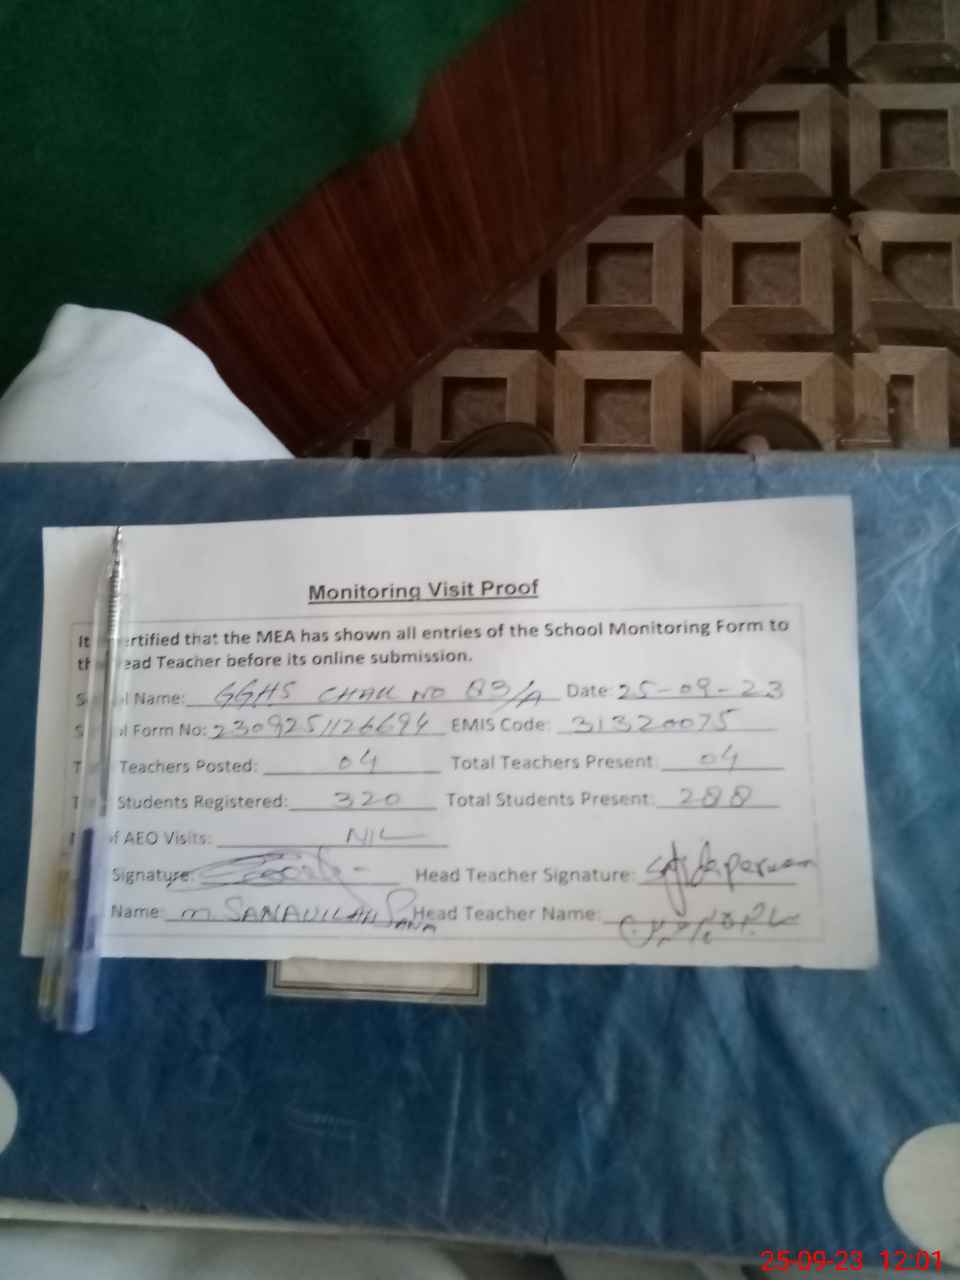 Monitoring Visit Proof
It ertified that the MEA has shown all entries of the School Monitoring Form to
th ead Teacher before its online submission.
S l Name: GGHS CHAK NO 83/A Date: 25-09-23
S l Form No: 2309251126694 EMIS Code: 31320075
T Teachers Posted: 04 Total Teachers Present: 04
T Students Registered: 320 Total Students Present: 288
of AEO Visits: NIL
Signature: Head Teacher Signature:
Name: M SANAULLAH Head Teacher Name:
25-09-23 12:01